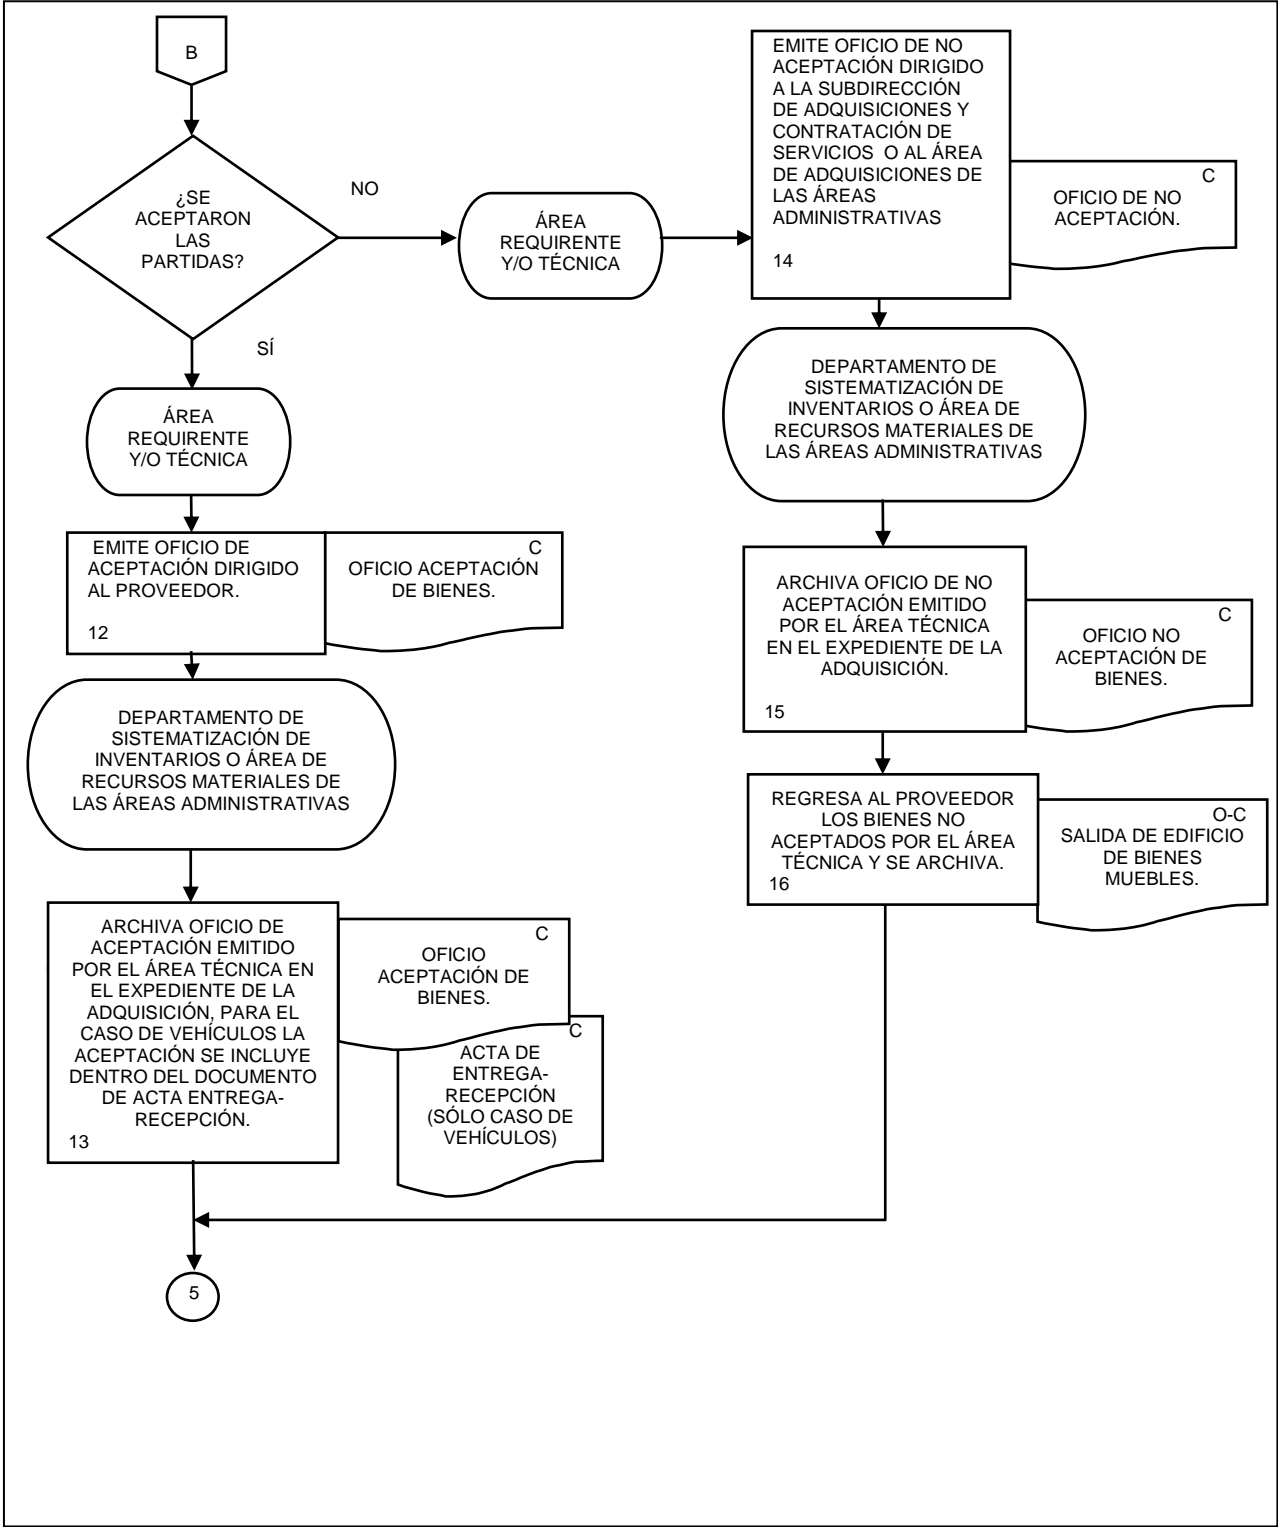 B
¿SE
ACEPTARON
LAS
PARTIDAS?
NO
ÁREA
REQUIRENTE
Y/O TÉCNICA
EMITE OFICIO DE NO
ACEPTACIÓN DIRIGIDO
A LA SUBDIRECCIÓN
DE ADQUISICIONES Y
CONTRATACIÓN DE
SERVICIOS O AL ÁREA
DE ADQUISICIONES DE
LAS ÁREAS
ADMINISTRATIVAS
14
C
OFICIO DE NO
ACEPTACIÓN.
DEPARTAMENTO DE
SISTEMATIZACIÓN DE
INVENTARIOS O ÁREA DE
RECURSOS MATERIALES DE
LAS ÁREAS ADMINISTRATIVAS
ARCHIVA OFICIO DE NO
ACEPTACIÓN EMITIDO
POR EL ÁREA TÉCNICA
EN EL EXPEDIENTE DE LA
ADQUISICIÓN.
15
C
OFICIO NO
ACEPTACIÓN DE
BIENES.
REGRESA AL PROVEEDOR
LOS BIENES NO
ACEPTADOS POR EL ÁREA
TÉCNICA Y SE ARCHIVA.
16
O-C
SALIDA DE EDIFICIO
DE BIENES
MUEBLES.
SÍ
ÁREA
REQUIRENTE
Y/O TÉCNICA
EMITE OFICIO DE
ACEPTACIÓN DIRIGIDO
AL PROVEEDOR.
12
C
OFICIO ACEPTACIÓN
DE BIENES.
DEPARTAMENTO DE
SISTEMATIZACIÓN DE
INVENTARIOS O ÁREA DE
RECURSOS MATERIALES DE
LAS ÁREAS ADMINISTRATIVAS
ARCHIVA OFICIO DE
ACEPTACIÓN EMITIDO
POR EL ÁREA TÉCNICA EN
EL EXPEDIENTE DE LA
ADQUISICIÓN, PARA EL
CASO DE VEHÍCULOS LA
ACEPTACIÓN SE INCLUYE
DENTRO DEL DOCUMENTO
DE ACTA ENTREGA-
RECEPCIÓN.
13
C
OFICIO
ACEPTACIÓN DE
BIENES.
C
ACTA DE
ENTREGA-
RECEPCIÓN
(SÓLO CASO DE
VEHÍCULOS)
5